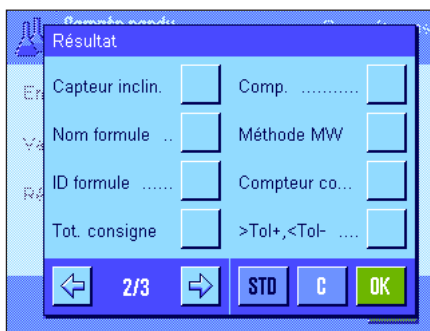 Résultat
Capteur inclin.
Comp. ...........
Nom formule ..
Méthode MW
ID formule ......
Compteur co...
Tot. consigne
>Tol+,<Tol- ....
2/3
STD
C
OK